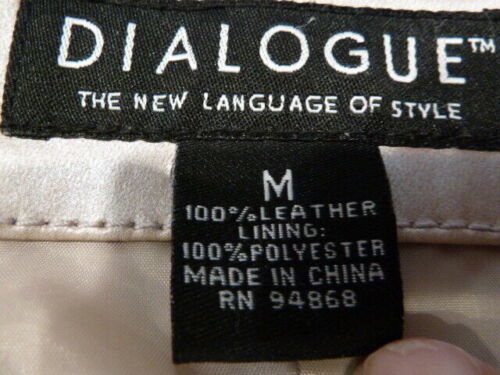 DIALOGUE™
THE NEW LANGUAGE OF STYLE
M
100% LEATHER
LINING:
100% POLYESTER
MADE IN CHINA
RN 94868